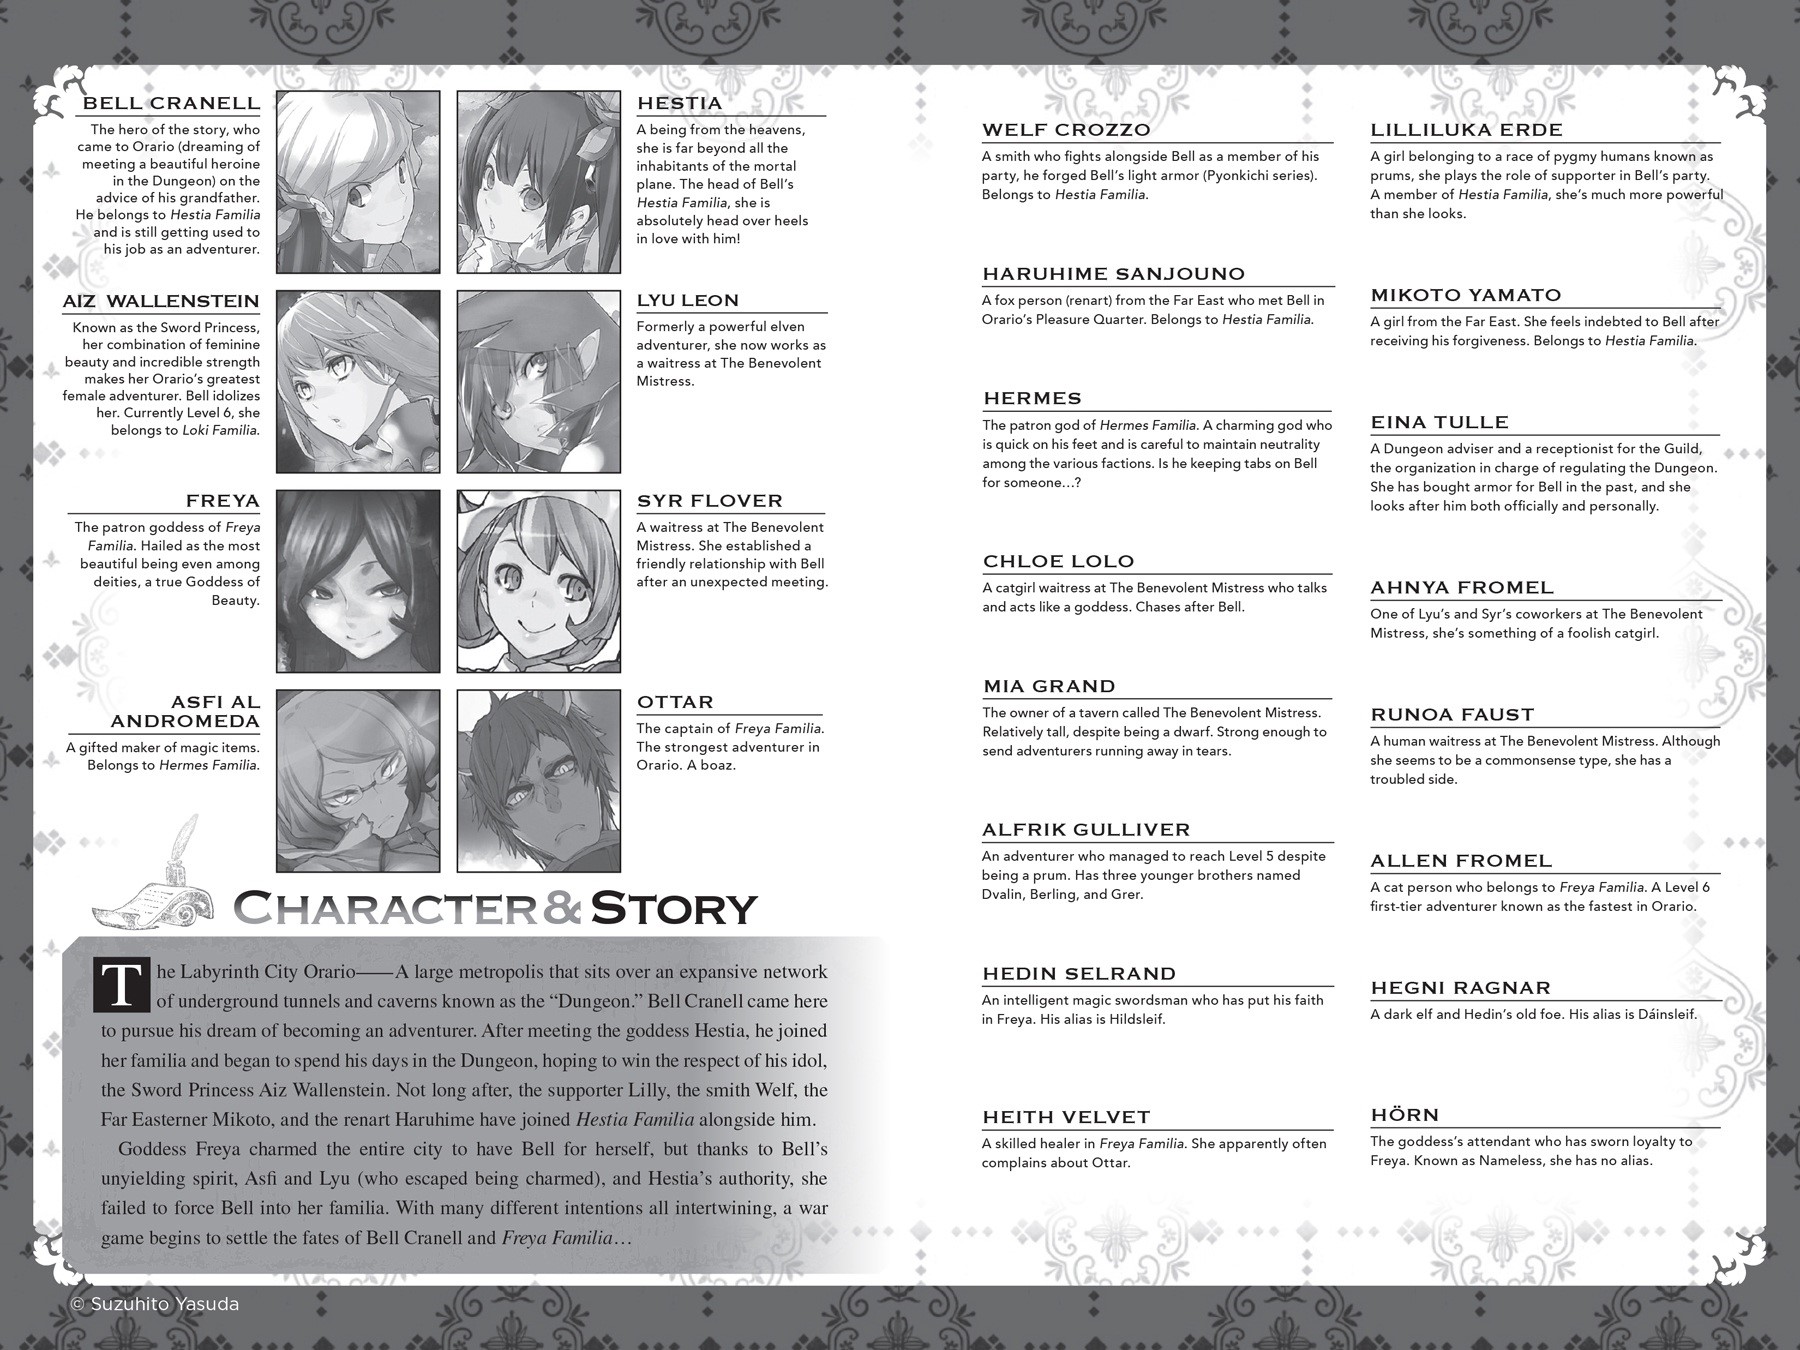 BELL CRANELL
The hero of the story, who
came to Orario (dreaming of
meeting a beautiful heroine
in the Dungeon) on the
advice of his grandfather.
He belongs to Hestia Familia
and is still getting used to
his job as an adventurer.
HESTIA
A being from the heavens,
she is far beyond all the
inhabitants of the mortal
plane. The head of Bell's
Hestia Familia, she is
absolutely head over heels
in love with him!
AIZ WALLENSTEIN
Known as the Sword Princess,
her combination of feminine
beauty and incredible strength
makes her Orario's greatest
female adventurer. Bell idolizes
her. Currently Level 6, she
belongs to Loki Familia.
LYU LEON
Formerly a powerful elven
adventurer, she now works as
a waitress at The Benevolent
Mistress.
FREYA
The patron goddess of Freya
Familia. Hailed as the most
beautiful being even among
deities, a true Goddess of
Beauty.
SYR FLOVER
A waitress at The Benevolent
Mistress. She established a
friendly relationship with Bell
after an unexpected meeting.
ASFI AL
ANDROMEDA
A gifted maker of magic items.
Belongs to Hermes Familia.
OTTAR
The captain of Freya Familia.
The strongest adventurer in
Orario. A boaz.
CHARACTER & STORY
The Labyrinth City Orario——A large metropolis that sits over an expansive network
of underground tunnels and caverns known as the “Dungeon.” Bell Cranell came here
to pursue his dream of becoming an adventurer. After meeting the goddess Hestia, he joined
her familia and began to spend his days in the Dungeon, hoping to win the respect of his idol,
the Sword Princess Aiz Wallenstein. Not long after, the supporter Lilly, the smith Welf, the
Far Easterner Mikoto, and the renart Haruhime have joined Hestia Familia alongside him.
Goddess Freya charmed the entire city to have Bell for herself, but thanks to Bell's
unyielding spirit, Asfi and Lyu (who escaped being charmed), and Hestia's authority, she
failed to force Bell into her familia. With many different intentions all intertwining, a war
game begins to settle the fates of Bell Cranell and Freya Familia…
© Suzuhito Yasuda
WELF CROZZO
A smith who fights alongside Bell as a member of his
party, he forged Bell's light armor (Pyonkichi series).
Belongs to Hestia Familia.
HARUHIME SANJOUNO
A fox person (renart) from the Far East who met Bell in
Orario's Pleasure Quarter. Belongs to Hestia Familia.
HERMES
The patron god of Hermes Familia. A charming god who
is quick on his feet and is careful to maintain neutrality
among the various factions. Is he keeping tabs on Bell
for someone…?
CHLOE LOLO
A catgirl waitress at The Benevolent Mistress who talks
and acts like a goddess. Chases after Bell.
MIA GRAND
The owner of a tavern called The Benevolent Mistress.
Relatively tall, despite being a dwarf. Strong enough to
send adventurers running away in tears.
ALFRIK GULLIVER
An adventurer who managed to reach Level 5 despite
being a prum. Has three younger brothers named
Dvalin, Berling, and Grer.
HEDIN SELRAND
An intelligent magic swordsman who has put his faith
in Freya. His alias is Hildsleif.
HEITH VELVET
A skilled healer in Freya Familia. She apparently often
complains about Ottar.
LILLILUKA ERDE
A girl belonging to a race of pygmy humans known as
prums, she plays the role of supporter in Bell's party.
A member of Hestia Familia, she's much more powerful
than she looks.
MIKOTO YAMATO
A girl from the Far East. She feels indebted to Bell after
receiving his forgiveness. Belongs to Hestia Familia.
EINA TULLE
A Dungeon adviser and a receptionist for the Guild,
the organization in charge of regulating the Dungeon.
She has bought armor for Bell in the past, and she
looks after him both officially and personally.
AHNYA FROMEL
One of Lyu's and Syr's coworkers at The Benevolent
Mistress, she's something of a foolish catgirl.
RUNOA FAUST
A human waitress at The Benevolent Mistress. Although
she seems to be a commonsense type, she has a
troubled side.
ALLEN FROMEL
A cat person who belongs to Freya Familia. A Level 6
first-tier adventurer known as the fastest in Orario.
HEGNI RAGNAR
A dark elf and Hedin's old foe. His alias is Dáinsleif.
HÖRN
The goddess's attendant who has sworn loyalty to
Freya. Known as Nameless, she has no alias.